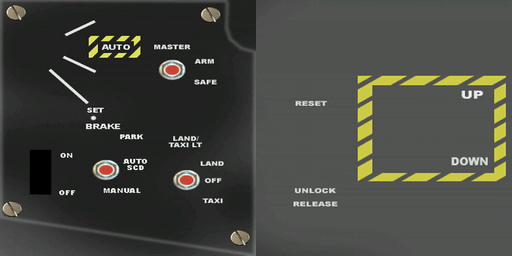 AUTO
MASTER
ARM
SAFE
SET
BRAKE
PARK
LAND/
TAXI LT
ON
AUTO
SCD
LAND
OFF
OFF
MANUAL
TAXI
UP
RESET
DOWN
UNLOCK
RELEASE